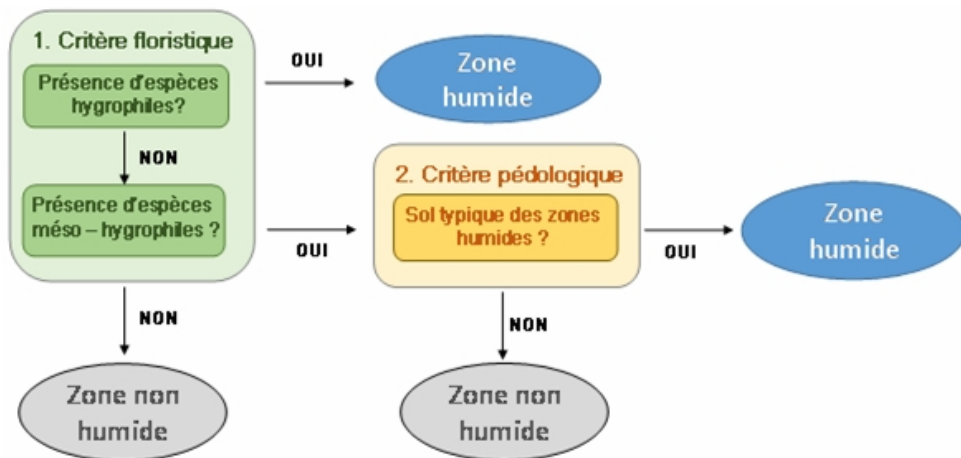 1. Critère floristique
Présence d'espèces
hygrophiles?
OUI
Zone
humide
NON
Présence d'espèces
méso – hygrophiles ?
OUI
2. Critère pédologique
Sol typique des zones
humides ?
OUI
Zone
humide
NON
Zone non
humide
NON
Zone non
humide